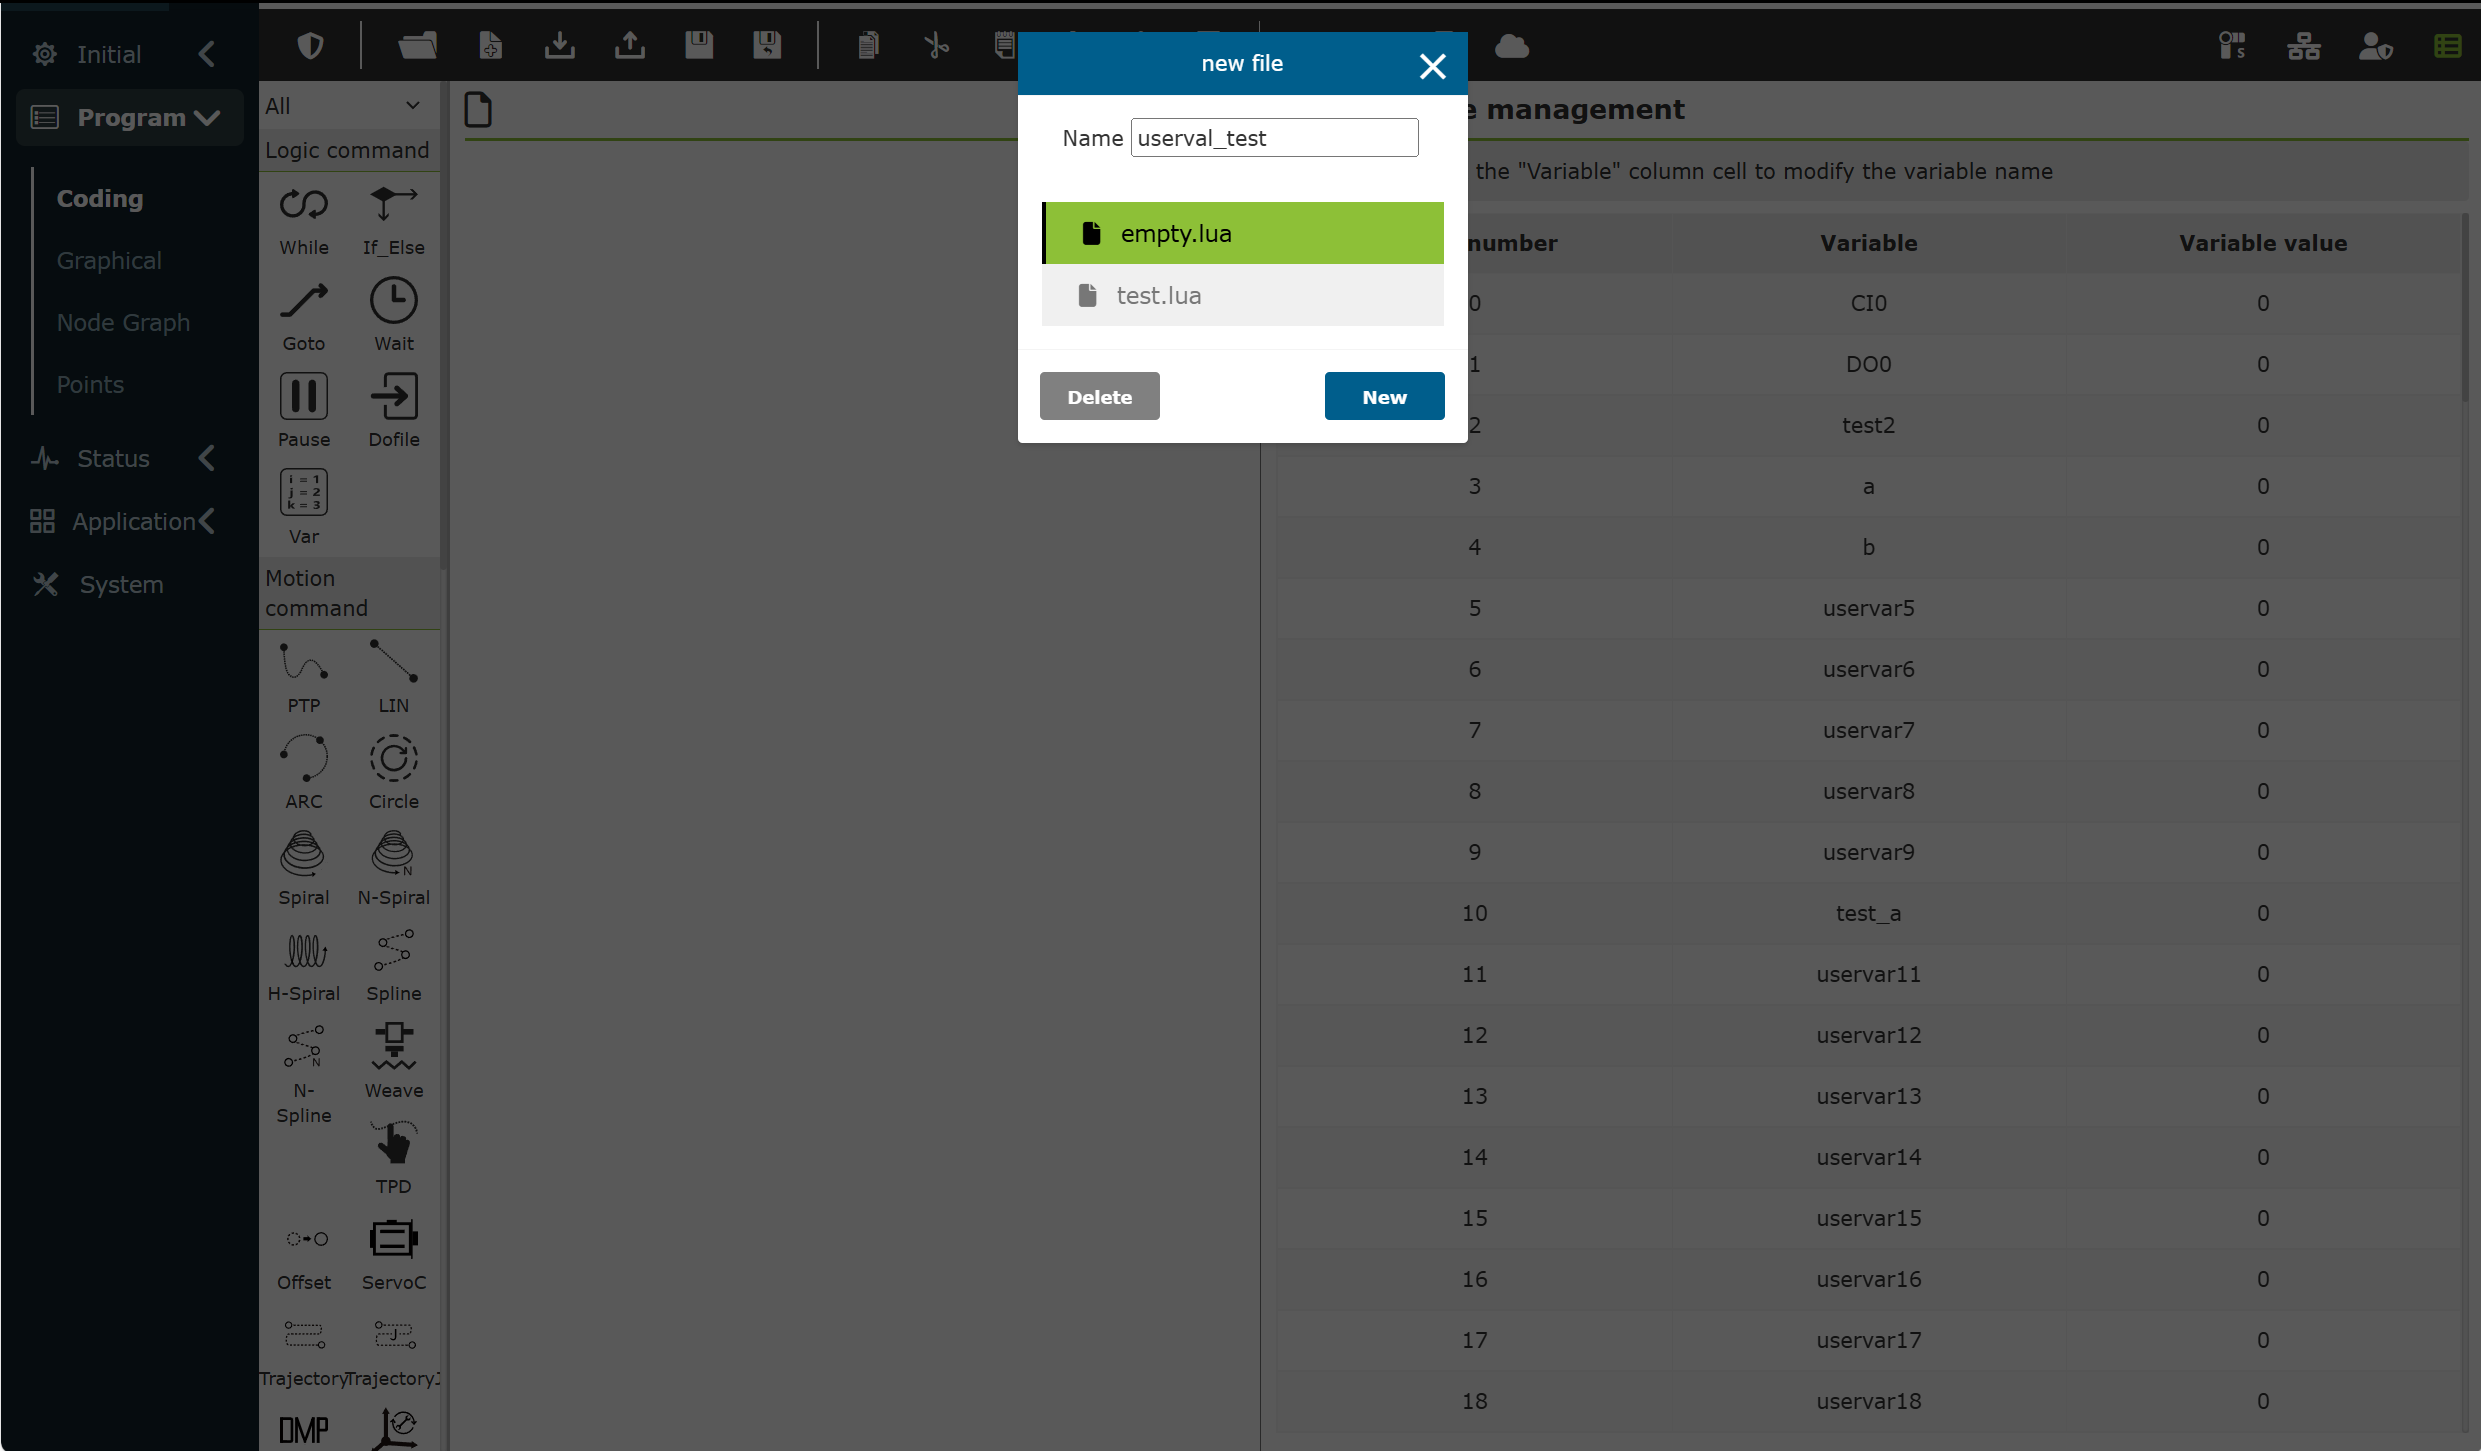 Initial
Program
Coding
Graphical
Node Graph
Points
Status
Application
System
All
Logic command
While If_Else
Goto Wait
Pause Dofile
i = 1
j = 2
k = 3
Var
Motion
command
PTP LIN
ARC Circle
Spiral N-Spiral
N
H-Spiral Spline
N
N-
Spline
Weave
TPD
Offset ServoC
J
Trajectory TrajectoryJ
DMP
S
new file
Name userval_test
empty.lua
test.lua
Delete New
e management
the "Variable" column cell to modify the variable name
number Variable Variable value
0 CI0 0
1 DO0 0
2 test2 0
3 a 0
4 b 0
5 uservar5 0
6 uservar6 0
7 uservar7 0
8 uservar8 0
9 uservar9 0
10 test_a 0
11 uservar11 0
12 uservar12 0
13 uservar13 0
14 uservar14 0
15 uservar15 0
16 uservar16 0
17 uservar17 0
18 uservar18 0